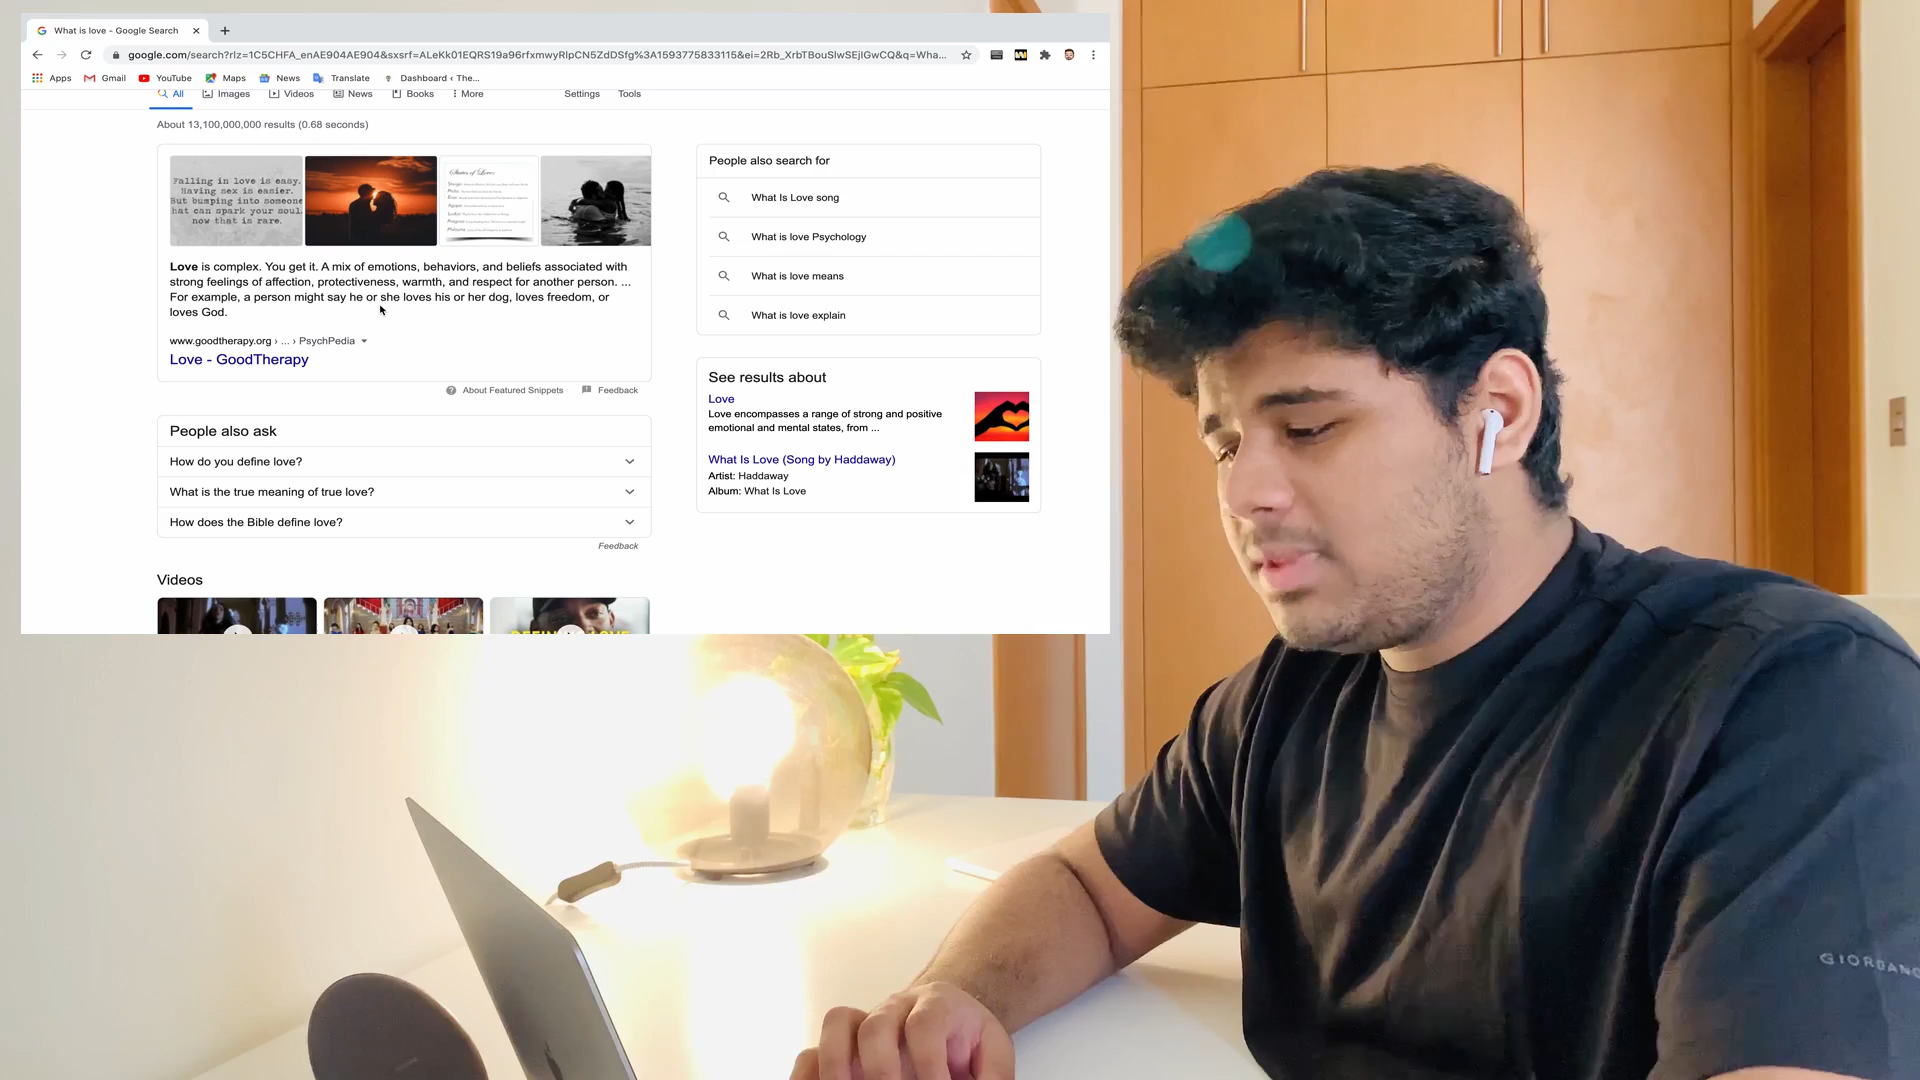 What is love - Google Search
google.com/search?rlz=1C5CHFA_enAE904AE904&sxsrf=ALeKk01EQRS19a96rfxmwyRlpCN5ZdDSfg%3A1593775833115&ei=2Rb_XrbTBouSlwSEjIGwCQ&q=Wha...
Apps Gmail YouTube Maps News Translate Dashboard ‹ The...
All Images Videos News Books More Settings Tools
About 13,100,000,000 results (0.68 seconds)
Falling in love is easy.
Having sex is easier.
But bumping into someone
hat can spark your soul.
now that is rare.
Love is complex. You get it. A mix of emotions, behaviors, and beliefs associated with
strong feelings of affection, protectiveness, warmth, and respect for another person. ...
For example, a person might say he or she loves his or her dog, loves freedom, or
loves God.
www.goodtherapy.org › ... › PsychPedia
Love - GoodTherapy
About Featured Snippets Feedback
People also ask
How do you define love?
What is the true meaning of true love?
How does the Bible define love?
Feedback
Videos
People also search for
What Is Love song
What is love Psychology
What is love means
What is love explain
See results about
Love
Love encompasses a range of strong and positive
emotional and mental states, from ...
What Is Love (Song by Haddaway)
Artist: Haddaway
Album: What Is Love
GIORDANO